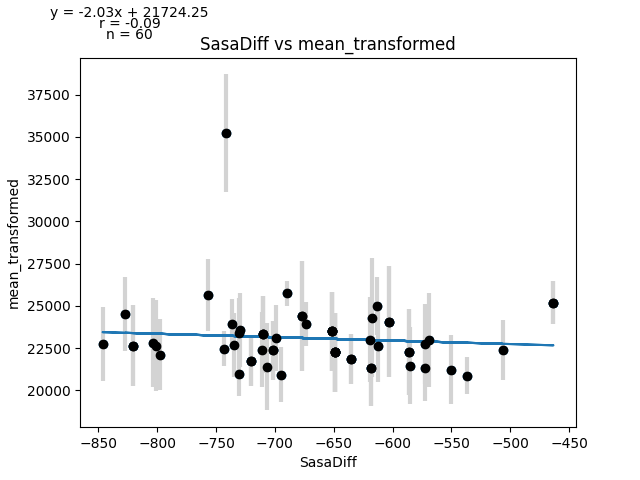 y = -2.03x + 21724.25
r = -0.09
n = 60
SasaDiff vs mean_transformed
mean_transformed
37500
35000
32500
30000
27500
25000
22500
20000
−850
−800
−750
−700
−650
−600
−550
−500
−450
SasaDiff